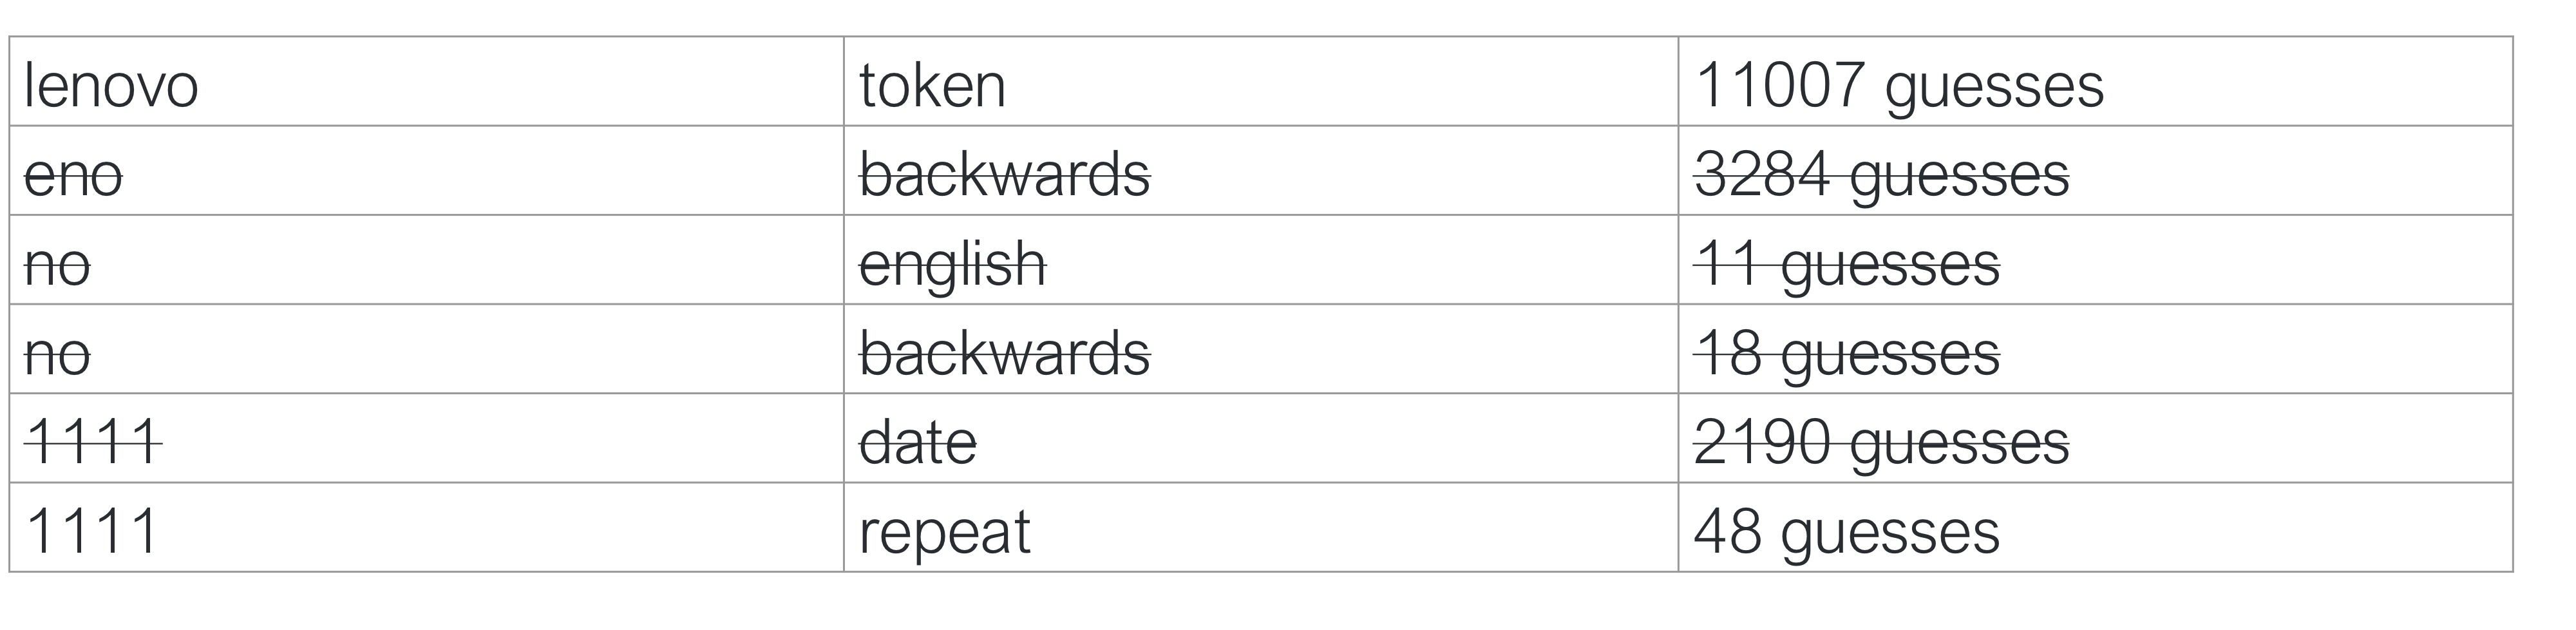 lenovo token 11007 guesses
eno backwards 3284 guesses
no english 11 guesses
no backwards 18 guesses
1111 date 2190 guesses
1111 repeat 48 guesses